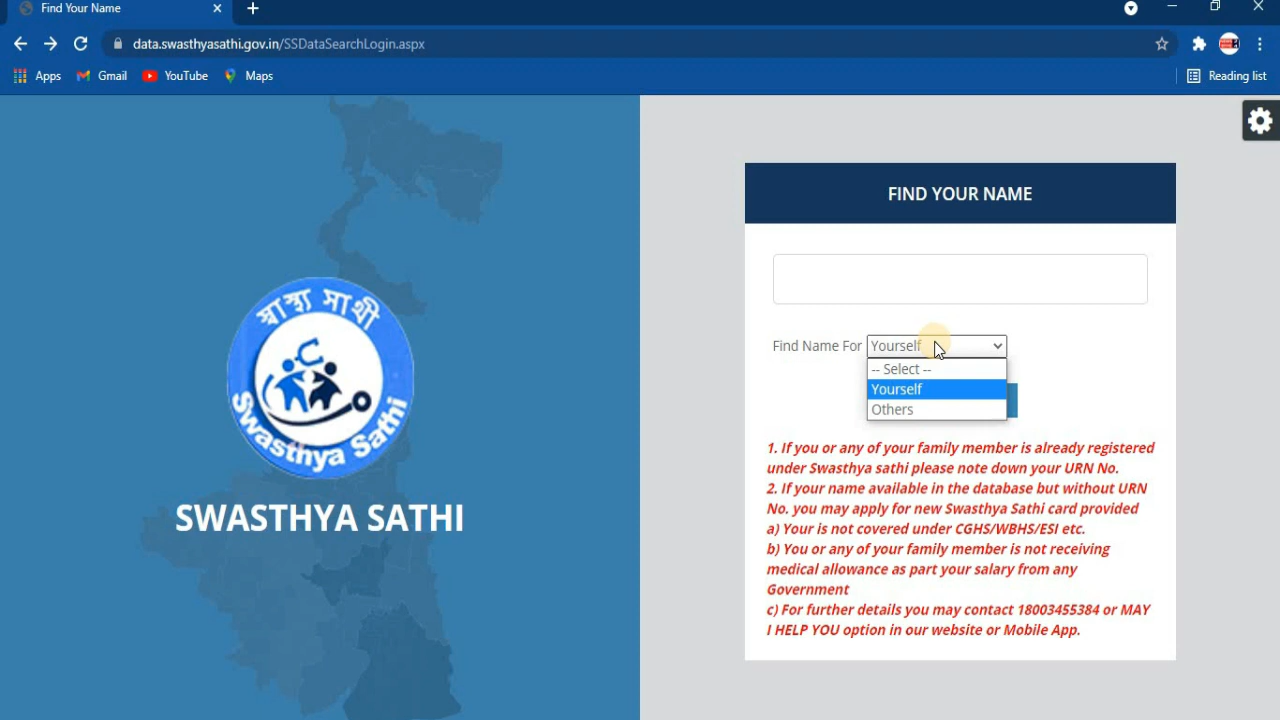 Find Your Name
data.swasthyasathi.gov.in/SSDataSearchLogin.aspx
Apps Gmail YouTube Maps Reading list
স্বাস্থ্য সাথী
Swasthya Sathi
SWASTHYA SATHI
FIND YOUR NAME
Find Name For Yourself
-- Select --
Yourself
Others
1. If you or any of your family member is already registered
under Swasthya sathi please note down your URN No.
2. If your name available in the database but without URN
No. you may apply for new Swasthya Sathi card provided
a) Your is not covered under CGHS/WBHS/ESI etc.
b) You or any of your family member is not receiving
medical allowance as part your salary from any
Government
c) For further details you may contact 18003455384 or MAY
I HELP YOU option in our website or Mobile App.